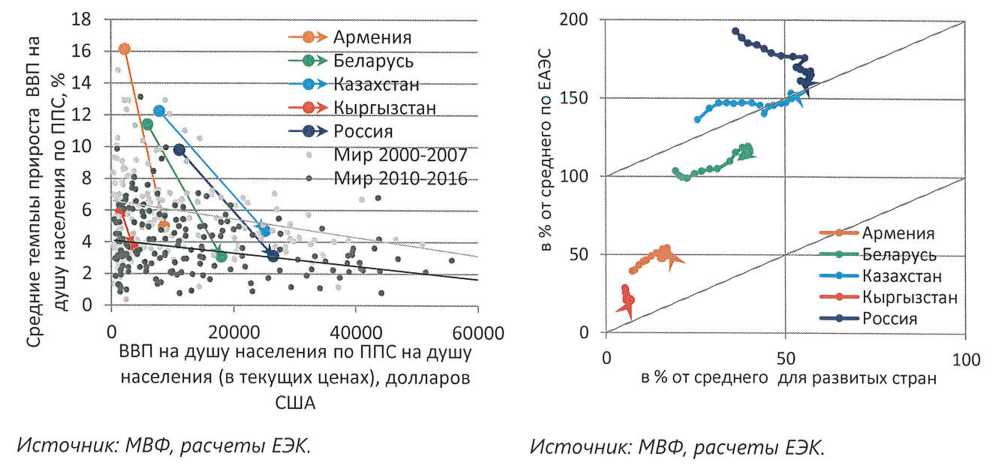 Средние темпыы прироста ВВП на
душу населения по ППС, %
18
16
14
12
10
8
6
4
2
0
Армения
Беларусь
Казахстан
Кыргызстан
Россия
Мир 2000-2007
Мир 2010-2016
0
20000
40000
60000
ВВП на душу населения по ППС на душу
населения (в текущих ценах), долларов
США
Источник: МВФ, расчеты ЕЭК.
в % от среднего по ЕАЭС
200
150
100
50
0
Армения
Беларусь
Казахстан
Кыргызстан
Россия
0
50
100
в % от среднего для развитых стран
Источник: МВФ, расчеты ЕЭК.